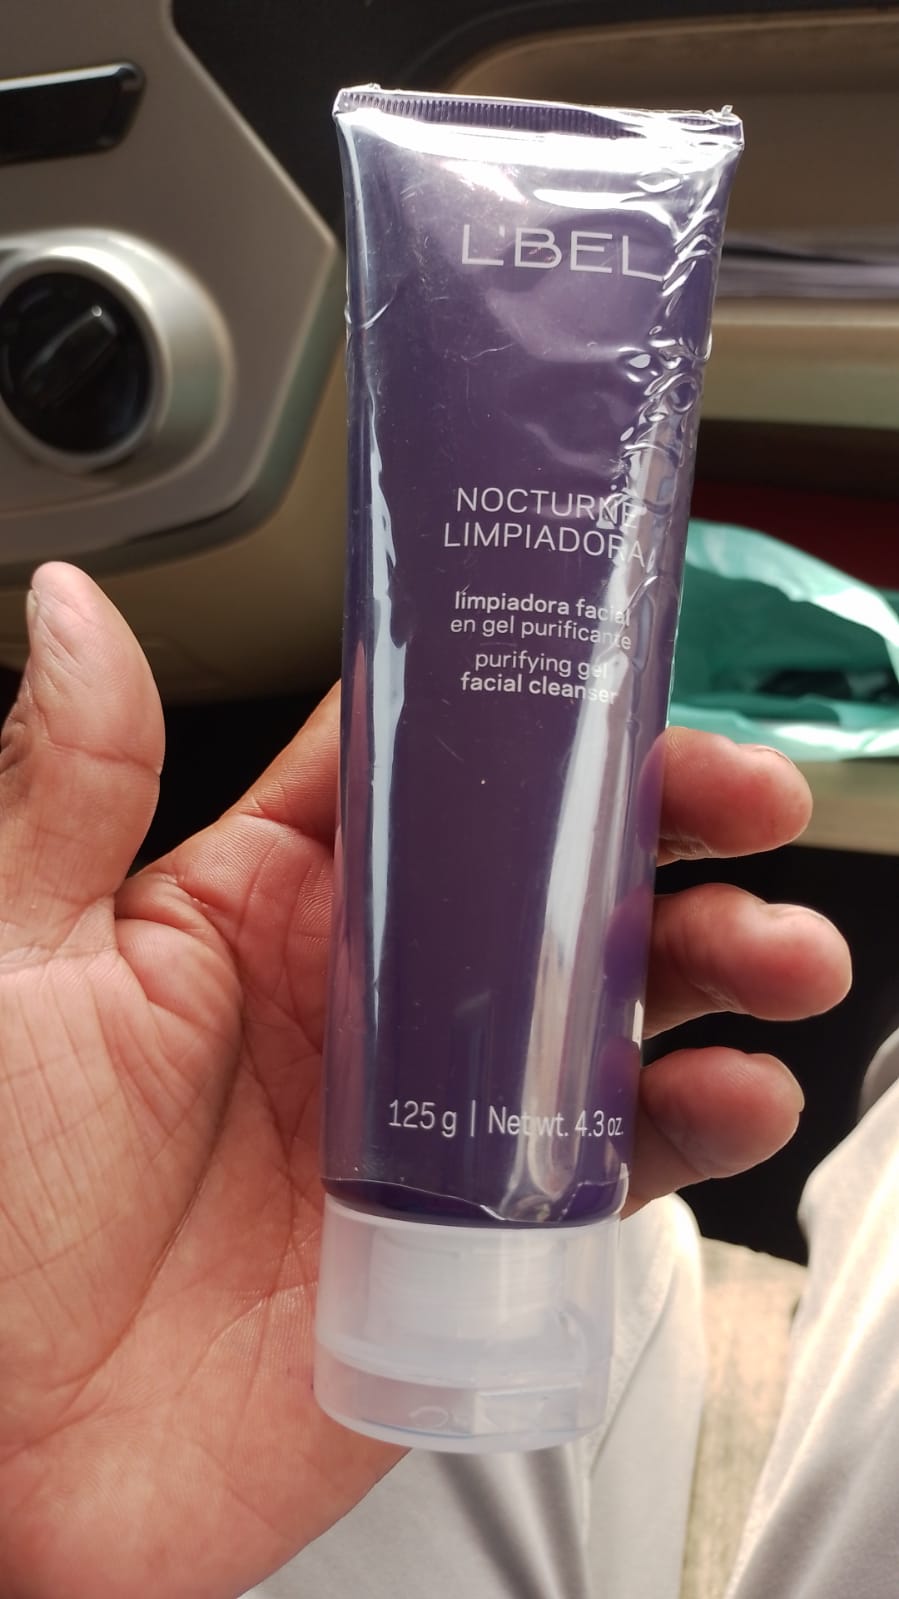 L'BEL
NOCTURNE
LIMPIADORA
limpiadora facial
en gel purificante
purifying gel
facial cleanser
125 g | Net wt. 4.3 oz.